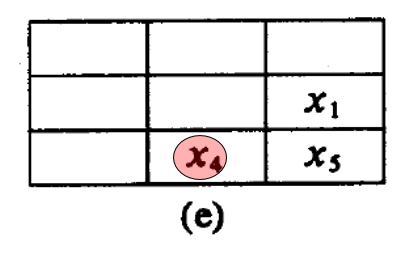 x₁
x₄ x₅
(e)